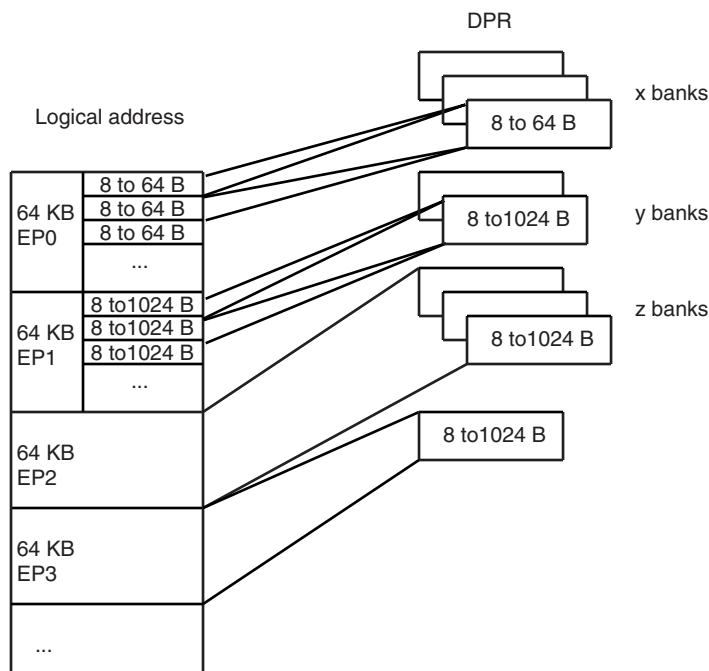 DPR
x banks
8 to 64 B
Logical address
64 KB
EP0
8 to 64 B
8 to 64 B
8 to 64 B
...
y banks
8 to1024 B
64 KB
EP1
8 to1024 B
8 to1024 B
8 to1024 B
...
z banks
8 to1024 B
64 KB
EP2
8 to1024 B
64 KB
EP3
...